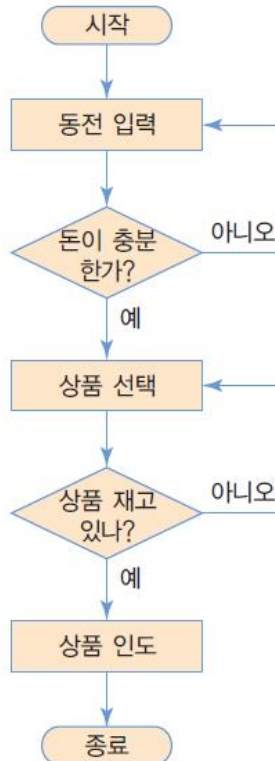 시작
동전 입력
돈이 충분
한가?
아니오
예
상품 선택
상품 재고
있나?
아니오
예
상품 인도
종료